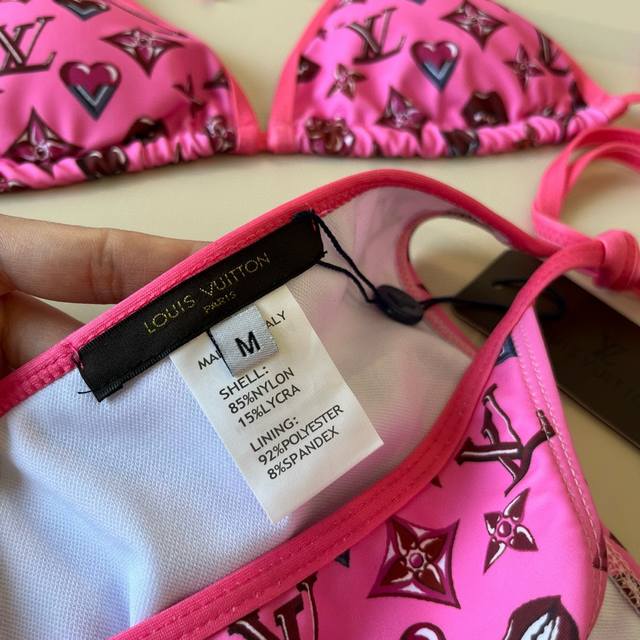 LOUIS VUITTON
PARIS
M
SHELL:
85%NYLON
15%LYCRA
LINING:
92%POLYESTER
8%SPANDEX